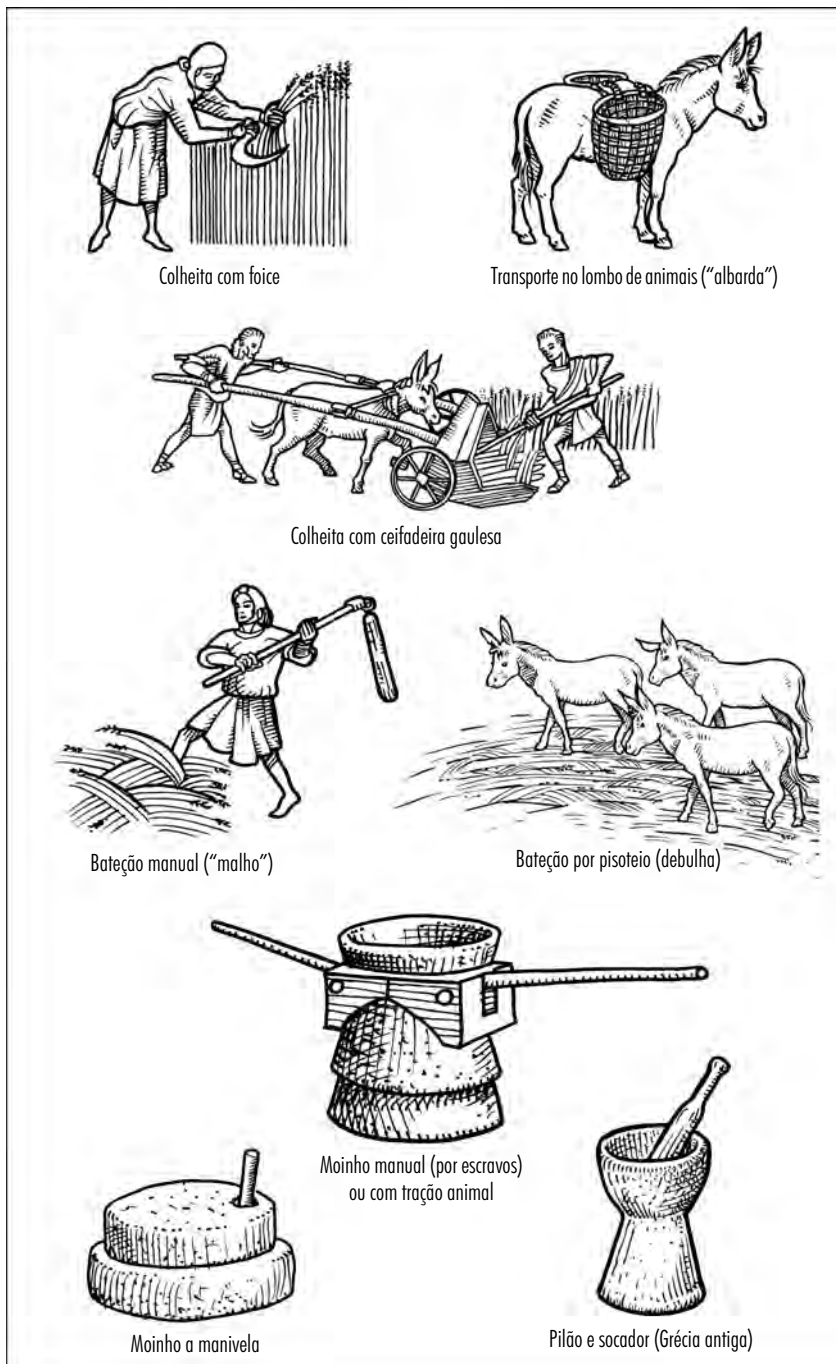 Colheita com foice
Transporte no lombo de animais (“albarda”)
Colheita com ceifadeira gaulesa
Bateção manual (“malho”)
Bateção por pisoteio (debulha)
Moinho manual (por escravos)
ou com tração animal
Moinho a manivela
Pilão e socador (Grécia antiga)